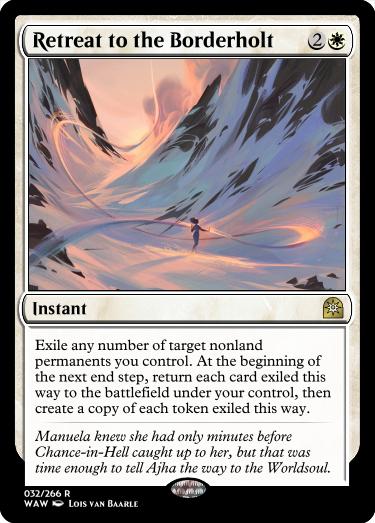 Retreat to the Borderholt 2
Instant
Exile any number of target nonland
permanents you control. At the beginning of
the next end step, return each card exiled this
way to the battlefield under your control, then
create a copy of each token exiled this way.
Manuela knew she had only minutes before
Chance-in-Hell caught up to her, but that was
time enough to tell Ajha the way to the Worldsoul.
032/266 R
WAW Lois van Baarle